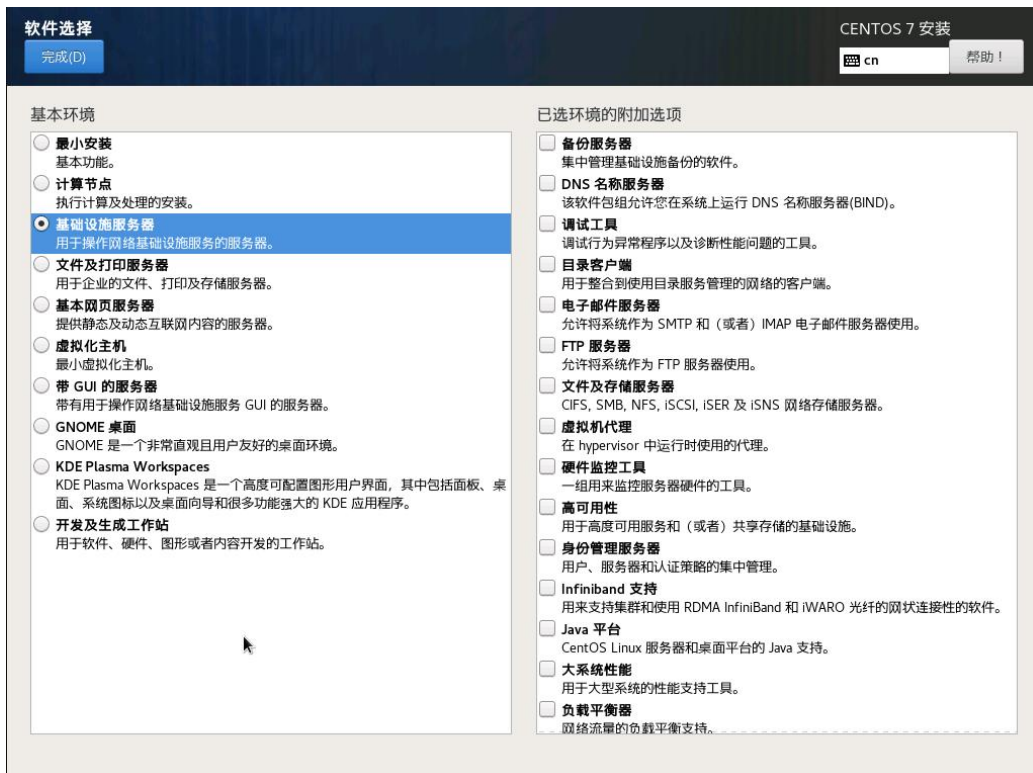 软件选择
完成(D)
CENTOS 7 安装
cn
帮助！
基本环境
最小安装
基本功能。
计算节点
执行计算及处理的安装。
基础设施服务器
用于操作网络基础设施服务的服务器。
文件及打印服务器
用于企业的文件、打印及存储服务器。
基本网页服务器
提供静态及动态互联网内容的服务器。
虚拟化主机
最小虚拟化主机。
带 GUI 的服务器
带有用于操作网络基础设施服务 GUI 的服务器。
GNOME 桌面
GNOME 是一个非常直观且用户友好的桌面环境。
KDE Plasma Workspaces
KDE Plasma Workspaces 是一个高度可配置图形用户界面，其中包括面板、桌
面、系统图标以及桌面向导和很多功能强大的 KDE 应用程序。
开发及生成工作站
用于软件、硬件、图形或者内容开发的工作站。
已选环境的附加选项
备份服务器
集中管理基础设施备份的软件。
DNS 名称服务器
该软件包组允许您在系统上运行 DNS 名称服务器(BIND)。
调试工具
调试行为异常程序以及诊断性能问题的工具。
目录客户端
用于整合到使用目录服务管理的网络的客户端。
电子邮件服务器
允许将系统作为 SMTP 和（或者）IMAP 电子邮件服务器使用。
FTP 服务器
允许将系统作为 FTP 服务器使用。
文件及存储服务器
CIFS, SMB, NFS, iSCSI, iSER 及 iSNS 网络存储服务器。
虚拟机代理
在 hypervisor 中运行时使用的代理。
硬件监控工具
一组用来监控服务器硬件的工具。
高可用性
用于高度可用服务和（或者）共享存储的基础设施。
身份管理服务器
用户、服务器和认证策略的集中管理。
Infiniband 支持
用来支持集群和使用 RDMA InfiniBand 和 iWARO 光纤的网状连接性的软件。
Java 平台
CentOS Linux 服务器和桌面平台的 Java 支持。
大系统性能
用于大型系统的性能支持工具。
负载平衡器
网络流量的负载平衡支持。